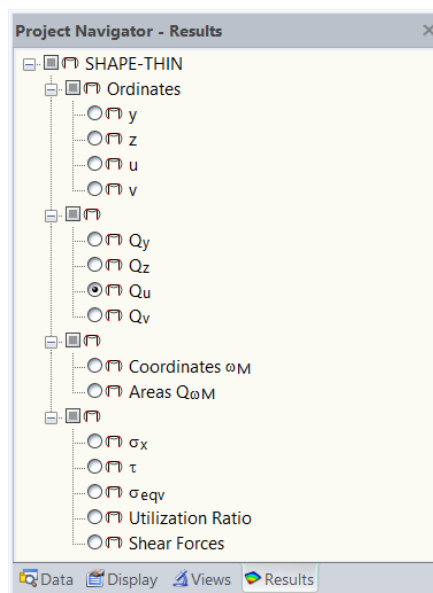 Project Navigator - Results
SHAPE-THIN
Ordinates
y
z
u
v
Qy
Qz
Qu
Qv
Coordinates ωM
Areas QωM
σx
τ
σeqv
Utilization Ratio
Shear Forces
Data Display Views Results